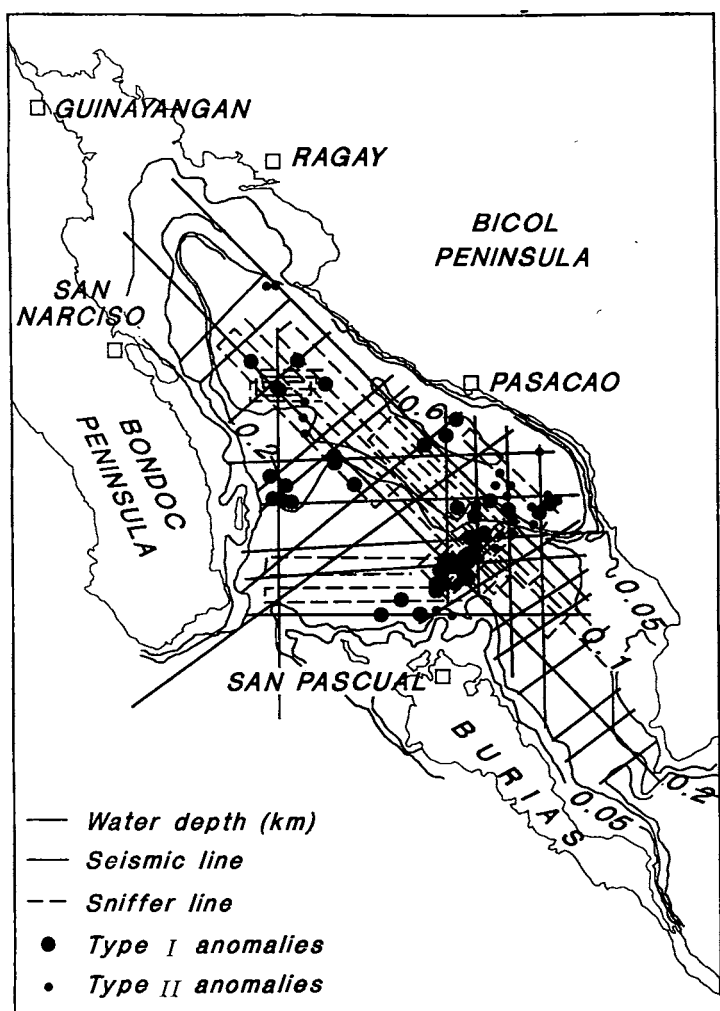 GUINAYANGAN
RAGAY
BICOL
PENINSULA
SAN
NARCISO
PASACAO
BONDOC
PENINSULA
0.2
0.6
0.05
0.1
SAN PASCUAL
BURIAS
0.2
0.05
Water depth (km)
Seismic line
Sniffer line
Type I anomalies
Type II anomalies